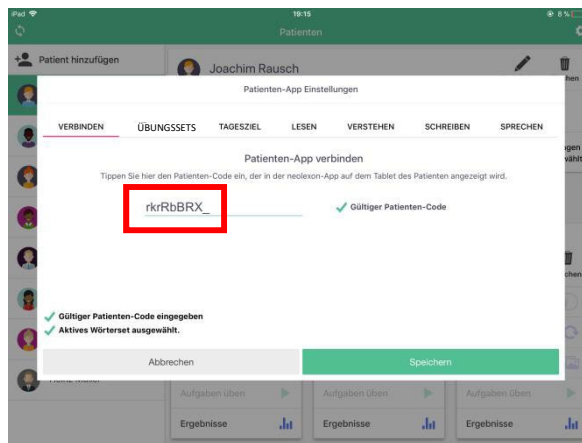 iPad 19:15 8 %
Patienten
Patient hinzufügen
Joachim Rausch
Patienten-App Einstellungen
VERBINDEN ÜBUNGSSETS TAGESZIEL LESEN VERSTEHEN SCHREIBEN SPRECHEN
Patienten-App verbinden
Tippen Sie hier den Patienten-Code ein, der in der neolexon-App auf dem Tablet des Patienten angezeigt wird.
rkrRbBRX_ Gültiger Patienten-Code
Gültiger Patienten-Code eingegeben
Aktives Wörterset ausgewählt.
Abbrechen Speichern
Aufgaben üben Aufgaben üben Aufgaben üben
Ergebnisse Ergebnisse Ergebnisse